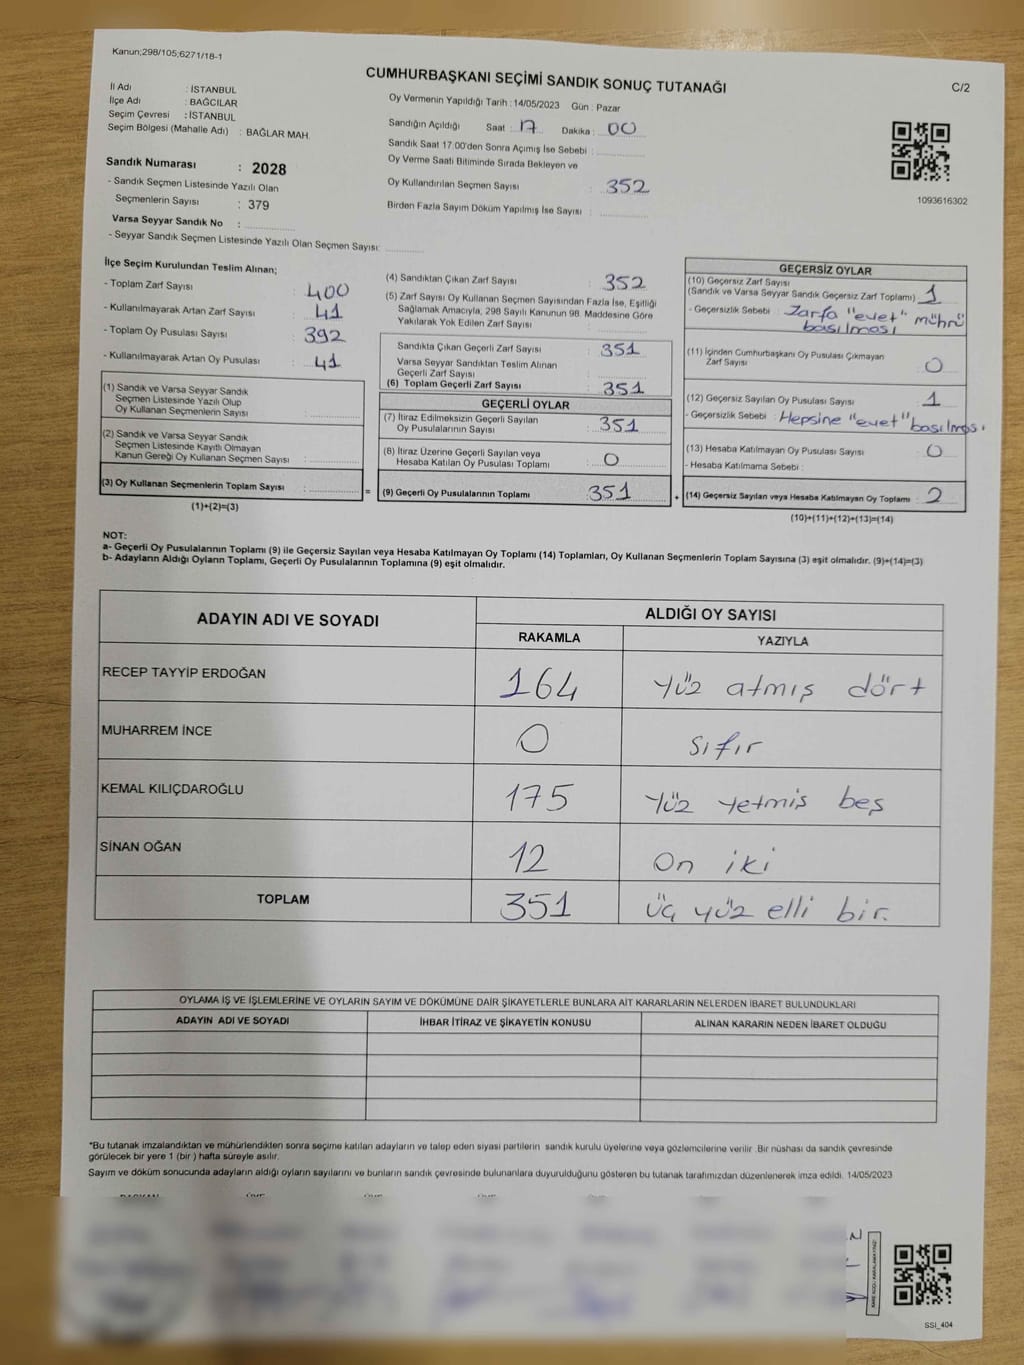 Kanun;298/105;6271/18-1
CUMHURBAŞKANI SEÇİMİ SANDIK SONUÇ TUTANAĞI
C/2
İl Adı : İSTANBUL
İlçe Adı : BAĞCILAR
Seçim Çevresi : İSTANBUL
Seçim Bölgesi (Mahalle Adı) : BAĞLAR MAH.
Sandık Numarası : 2028
- Sandık Seçmen Listesinde Yazılı Olan
Seçmenlerin Sayısı : 379
Varsa Seyyar Sandık No :
- Seyyar Sandık Seçmen Listesinde Yazılı Olan Seçmen Sayısı:
Oy Vermenin Yapıldığı Tarih : 14/05/2023 Gün : Pazar
Sandığın Açıldığı Saat : 17 Dakika : 00
Sandık Saat 17.00'den Sonra Açımış İse Sebebi :
Oy Verme Saati Bitiminde Sırada Bekleyen ve
Oy Kullandırılan Seçmen Sayısı : 352
Birden Fazla Sayım Döküm Yapılmış İse Sayısı :
1093616302
İlçe Seçim Kurulundan Teslim Alınan;
- Toplam Zarf Sayısı : 400
- Kullanılmayarak Artan Zarf Sayısı : 41
- Toplam Oy Pusulası Sayısı : 392
- Kullanılmayarak Artan Oy Pusulası : 41
(1) Sandık ve Varsa Seyyar Sandık
Seçmen Listesinde Yazılı Olup
Oy Kullanan Seçmenlerin Sayısı :
(2) Sandık ve Varsa Seyyar Sandık
Seçmen Listesinde Kayıtlı Olmayan
Kanun Gereği Oy Kullanan Seçmen Sayısı :
(3) Oy Kullanan Seçmenlerin Toplam Sayısı :
(1)+(2)=(3)
(4) Sandıktan Çıkan Zarf Sayısı : 352
(5) Zarf Sayısı Oy Kullanan Seçmen Sayısından Fazla İse, Eşitliği
Sağlamak Amacıyla, 298 Sayılı Kanunun 98. Maddesine Göre
Yakılarak Yok Edilen Zarf Sayısı :
Sandıkta Çıkan Geçerli Zarf Sayısı : 351
Varsa Seyyar Sandıktan Teslim Alınan
Geçerli Zarf Sayısı :
(6) Toplam Geçerli Zarf Sayısı : 351
GEÇERLİ OYLAR
(7) İtiraz Edilmeksizin Geçerli Sayılan
Oy Pusulalarının Sayısı : 351
(8) İtiraz Üzerine Geçerli Sayılan veya
Hesaba Katılan Oy Pusulası Toplamı : 0
= (9) Geçerli Oy Pusulalarının Toplamı : 351
GEÇERSİZ OYLAR
(10) Geçersiz Zarf Sayısı
(Sandık ve Varsa Seyyar Sandık Geçersiz Zarf Toplamı) : 1
- Geçersizlik Sebebi : Zarfa "evet" mührü
basılması
(11) İçinden Cumhurbaşkanı Oy Pusulası Çıkmayan
Zarf Sayısı : 0
(12) Geçersiz Sayılan Oy Pusulası Sayısı : 1
- Geçersizlik Sebebi : Hepsine "evet" basılması
(13) Hesaba Katılmayan Oy Pusulası Sayısı : 0
- Hesaba Katılmama Sebebi :
+ (14) Geçersiz Sayılan veya Hesaba Katılmayan Oy Toplamı : 2
(10)+(11)+(12)+(13)=(14)
NOT:
a- Geçerli Oy Pusulalarının Toplamı (9) ile Geçersiz Sayılan veya Hesaba Katılmayan Oy Toplamı (14) Toplamları, Oy Kullanan Seçmenlerin Toplam Sayısına (3) eşit olmalıdır. (9)+(14)=(3)
b- Adayların Aldığı Oyların Toplamı, Geçerli Oy Pusulalarının Toplamına (9) eşit olmalıdır.
ADAYIN ADI VE SOYADI
ALDIĞI OY SAYISI
RAKAMLA YAZIYLA
RECEP TAYYİP ERDOĞAN 164 Yüz atmış dört
MUHARREM İNCE 0 sıfır
KEMAL KILIÇDAROĞLU 175 Yüz yetmiş beş
SİNAN OĞAN 12 On iki
TOPLAM 351 üç yüz elli bir.
OYLAMA İŞ VE İŞLEMLERİNE VE OYLARIN SAYIM VE DÖKÜMÜNE DAİR ŞİKAYETLERLE BUNLARA AİT KARARLARIN NELERDEN İBARET BULUNDUKLARI
ADAYIN ADI VE SOYADI İHBAR İTİRAZ VE ŞİKAYETİN KONUSU ALINAN KARARIN NEDEN İBARET OLDUĞU
*Bu tutanak imzalandıktan ve mühürlendikten sonra seçime katılan adayların ve talep eden siyasi partilerin sandık kurulu üyelerine veya gözlemcilerine verilir. Bir nüshası da sandık çevresinde
görülecek bir yere 1 (bir) hafta süreyle asılır.
Sayım ve döküm sonucunda adayların aldığı oyların sayılarını ve bunların sandık çevresinde bulunanlara duyurulduğunu gösteren bu tutanak tarafımızdan düzenlenerek imza edildi. 14/05/2023
SSI_404